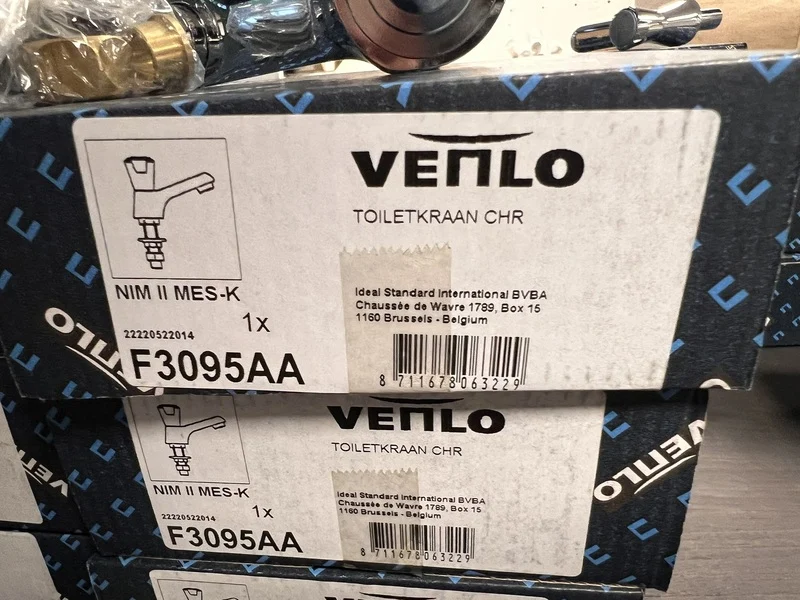 VENLO
TOILETKRAAN CHR
NIM II MES-K
1x
22220522014
F3095AA
Ideal Standard International BVBA
Chaussée de Wavre 1789, Box 15
1160 Brussels - Belgium
8 711678 063229
VENLO
VENLO
TOILETKRAAN CHR
NIM II MES-K
1x
22220522014
F3095AA
Ideal Standard International BVBA
Chaussée de Wavre 1789, Box 15
1160 Brussels - Belgium
8 711678 063229
VENLO
VENLO